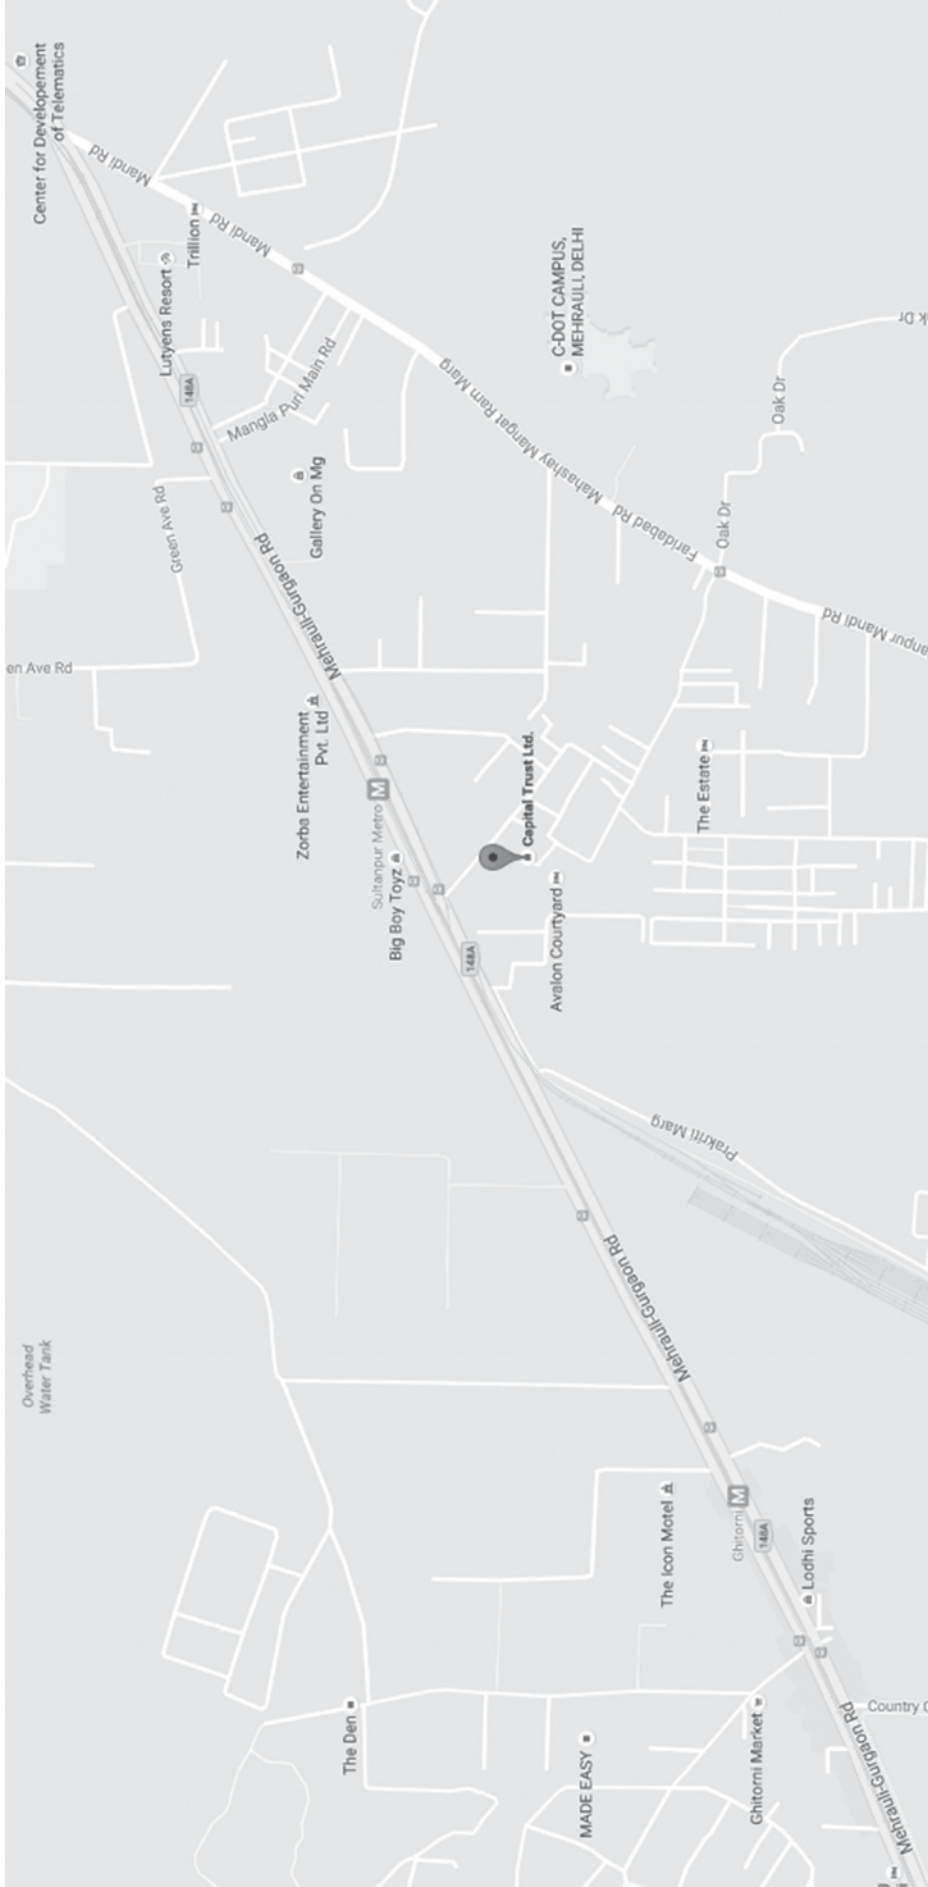 Center for Developement
of Telematics
Mandi Rd
Trillion
Mandi Rd
Lutyens Resort
148A
Mangla Puri Main Rd
C-DOT CAMPUS,
MEHRAULI, DELHI
Oak Dr
Mahashay Mangat Ram Marg
Gallery On Mg
Green Ave Rd
Mehrauli-Gurgaon Rd
Faridabad Rd
Oak Dr
Mandi Rd
Zorba Entertainment
Pvt. Ltd
Sultanpur Metro
M
Big Boy Toyz
Capital Trust Ltd.
The Estate
Avalon Courtyard
148A
Prakriti Marg
Mehrauli-Gurgaon Rd
Overhead
Water Tank
The Icon Motel
Ghitorni
M
148A
Lodhi Sports
The Den
MADE EASY
Ghitorni Market
Country
Mehrauli-Gurgaon Rd